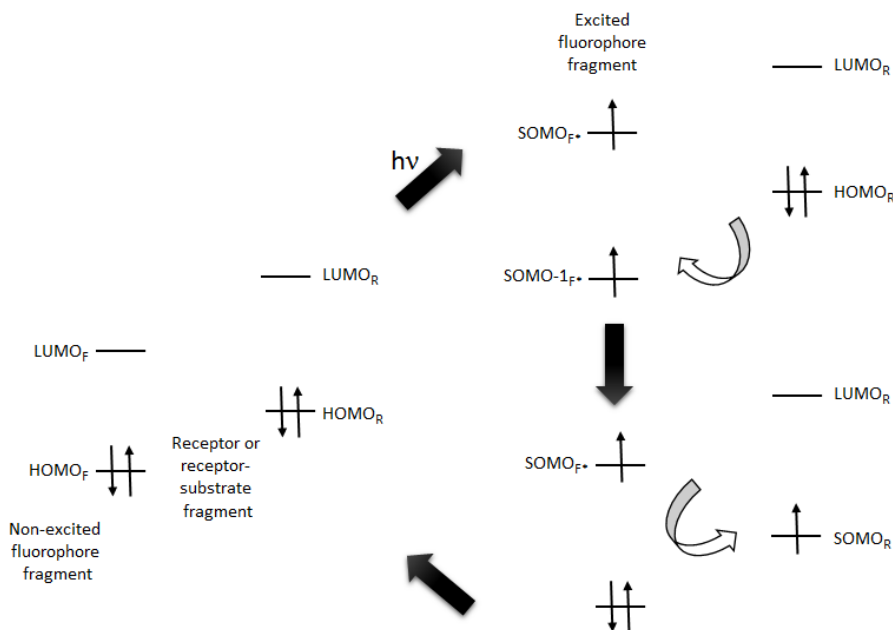 Excited
fluorophore
fragment
LUMO_R
SOMO_F*
hν
HOMO_R
SOMO-1_F*
LUMO_R
LUMO_F
HOMO_R
LUMO_R
Receptor or
receptor-
substrate
fragment
HOMO_F
SOMO_F*
Non-excited
fluorophore
fragment
SOMO_R